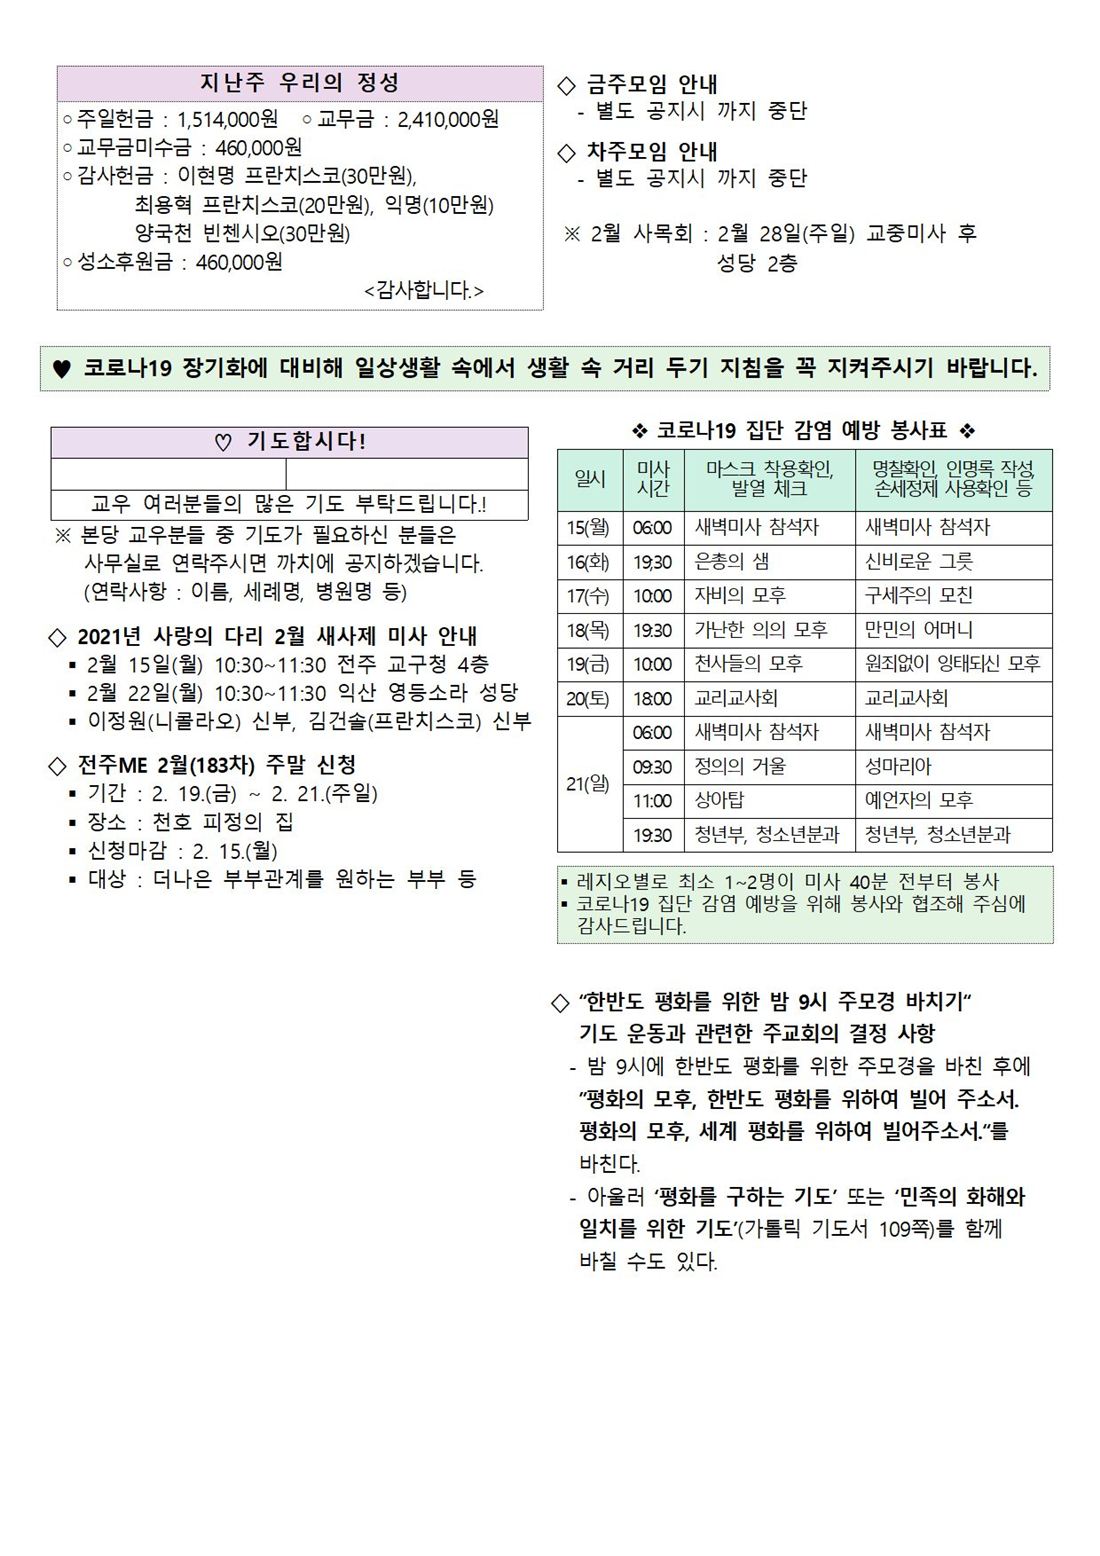 지난주 우리의 정성
○ 주일헌금 : 1,514,000원 ○ 교무금 : 2,410,000원
○ 교무금미수금 : 460,000원
○ 감사헌금 : 이현명 프란치스코(30만원),
최용혁 프란치스코(20만원), 익명(10만원)
양국천 빈첸시오(30만원)
○ 성소후원금 : 460,000원
<감사합니다.>
◇ 금주모임 안내
- 별도 공지시 까지 중단
◇ 차주모임 안내
- 별도 공지시 까지 중단
※ 2월 사목회 : 2월 28일(주일) 교중미사 후
성당 2층
♥ 코로나19 장기화에 대비해 일상생활 속에서 생활 속 거리 두기 지침을 꼭 지켜주시기 바랍니다.
♡ 기도합시다!
교우 여러분들의 많은 기도 부탁드립니다.!
※ 본당 교우분들 중 기도가 필요하신 분들은
사무실로 연락주시면 까치에 공지하겠습니다.
(연락사항 : 이름, 세례명, 병원명 등)
◇ 2021년 사랑의 다리 2월 새사제 미사 안내
▪ 2월 15일(월) 10:30~11:30 전주 교구청 4층
▪ 2월 22일(월) 10:30~11:30 익산 영등소라 성당
▪ 이정원(니콜라오) 신부, 김건솔(프란치스코) 신부
◇ 전주ME 2월(183차) 주말 신청
▪ 기간 : 2. 19.(금) ~ 2. 21.(주일)
▪ 장소 : 천호 피정의 집
▪ 신청마감 : 2. 15.(월)
▪ 대상 : 더나은 부부관계를 원하는 부부 등
❖ 코로나19 집단 감염 예방 봉사표 ❖
일시 미사 시간 마스크 착용확인, 발열 체크 명찰확인, 인명록 작성, 손세정제 사용확인 등
15(월) 06:00 새벽미사 참석자 새벽미사 참석자
16(화) 19:30 은총의 샘 신비로운 그릇
17(수) 10:00 자비의 모후 구세주의 모친
18(목) 19:30 가난한 의의 모후 만민의 어머니
19(금) 10:00 천사들의 모후 원죄없이 잉태되신 모후
20(토) 18:00 교리교사회 교리교사회
21(일) 06:00 새벽미사 참석자 새벽미사 참석자
09:30 정의의 거울 성마리아
11:00 상아탑 예언자의 모후
19:30 청년부, 청소년분과 청년부, 청소년분과
▪ 레지오별로 최소 1~2명이 미사 40분 전부터 봉사
▪ 코로나19 집단 감염 예방을 위해 봉사와 협조해 주심에
감사드립니다.
◇ “한반도 평화를 위한 밤 9시 주모경 바치기“
기도 운동과 관련한 주교회의 결정 사항
- 밤 9시에 한반도 평화를 위한 주모경을 바친 후에
”평화의 모후, 한반도 평화를 위하여 빌어 주소서.
평화의 모후, 세계 평화를 위하여 빌어주소서.“를
바친다.
- 아울러 ‘평화를 구하는 기도’ 또는 ‘민족의 화해와
일치를 위한 기도’(가톨릭 기도서 109쪽)를 함께
바칠 수도 있다.